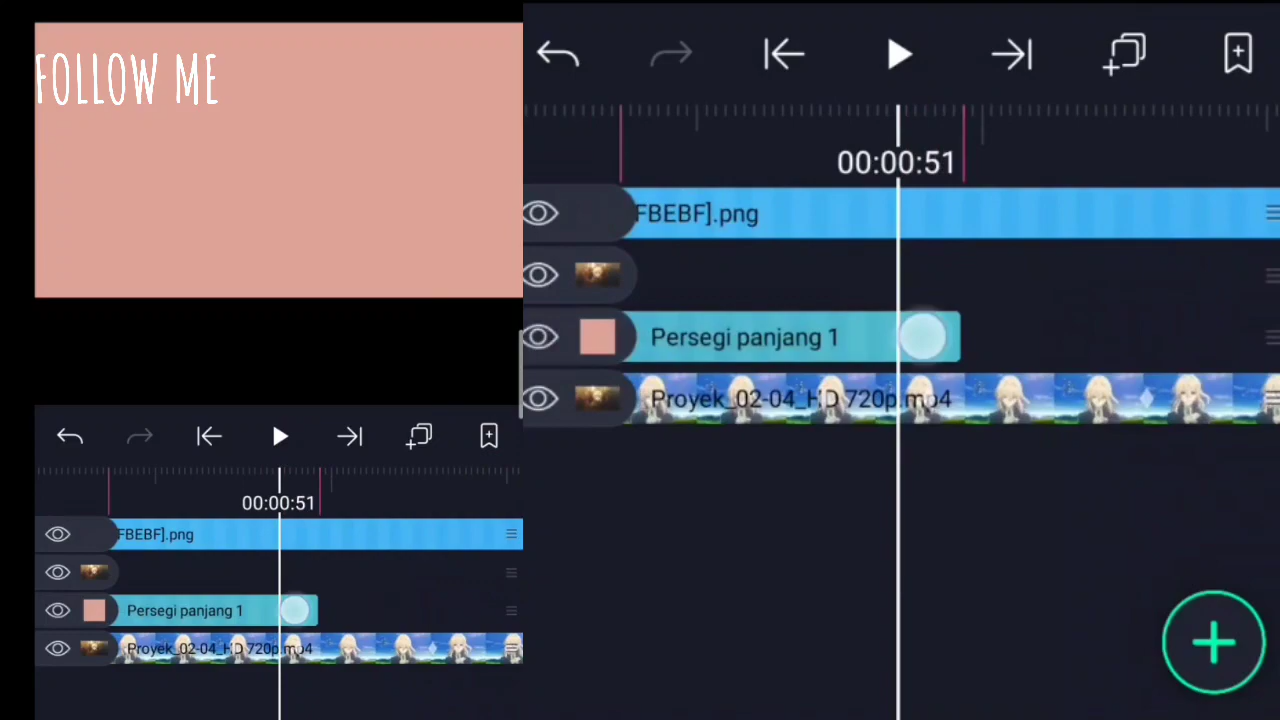 FOLLOW ME
00:00:51
FBEBF].png
Persegi panjang 1
Proyek_02-04_HD 720p.mp4
00:00:51
FBEBF].png
Persegi panjang 1
Proyek_02-04_HD 720p.mp4